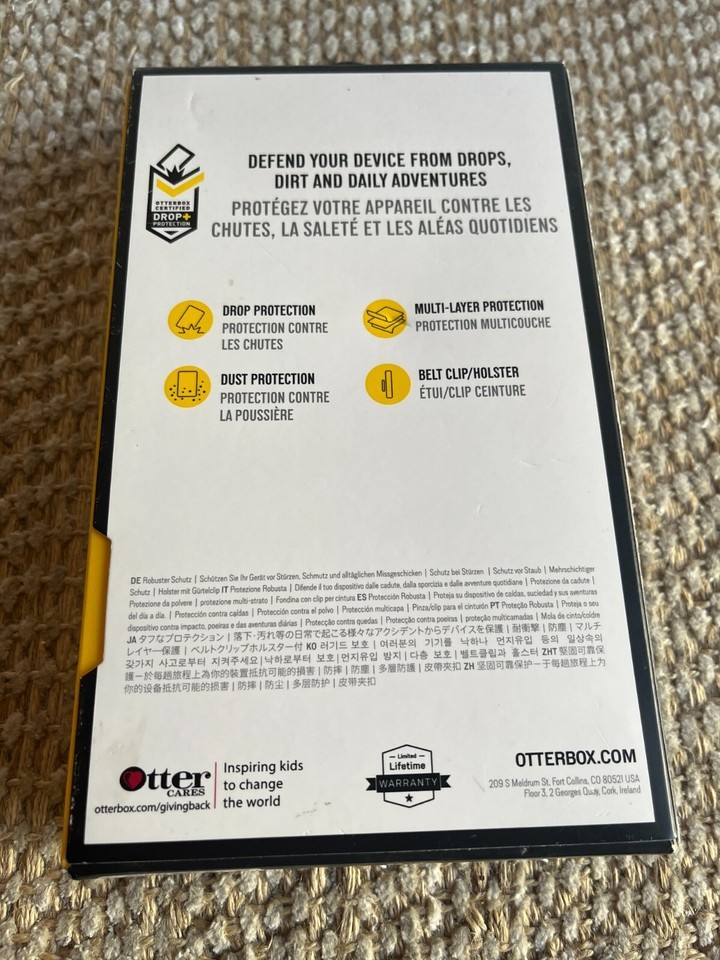 OTTERBOX
CERTIFIED
DROP+
PROTECTION
DEFEND YOUR DEVICE FROM DROPS,
DIRT AND DAILY ADVENTURES
PROTÉGEZ VOTRE APPAREIL CONTRE LES
CHUTES, LA SALETÉ ET LES ALÉAS QUOTIDIENS
DROP PROTECTION
PROTECTION CONTRE
LES CHUTES
MULTI-LAYER PROTECTION
PROTECTION MULTICOUCHE
DUST PROTECTION
PROTECTION CONTRE
LA POUSSIÈRE
BELT CLIP/HOLSTER
ÉTUI/CLIP CEINTURE
DE Robuster Schutz | Schützen Sie Ihr Gerät vor Stürzen, Schmutz und alltäglichen Missgeschicken | Schutz bei Stürzen | Schutz vor Staub | Mehrschichtiger
Schutz | Holster mit Gürtelclip IT Protezione Robusta | Difende il tuo dispositivo dalle cadute, dalla sporcizia e dalle avventure quotidiane | Protezione da cadute |
Protezione da polvere | protezione multi-strato | Fondina con clip per cintura ES Protección Robusta | Proteja su dispositivo de caídas, suciedad y sus aventuras
del día a día. | Protección contra caídas | Protección contra el polvo | Protección multicapa | Pinza/clip para el cinturón PT Proteção Robusta | Proteja o seu
dispositivo contra impacto, poeiras e das aventuras diárias | Protecção contra quedas | Protecção contra poeiras | proteção multicamadas | Mola de cinto/coldre
JA タフなプロテクション | 落下・汚れ等の日常で起こる様々なアクシデントからデバイスを保護 | 耐衝撃 | 防塵 | マルチ
レイヤー保護 | ベルトクリップホルスター付 KO 러기드 보호 | 여러분의 기기를 낙하나 먼지유입 등의 일상속의
갖가지 사고로부터 지켜주세요 | 낙하로부터 보호 | 먼지유입 방지 | 다층 보호 | 벨트클립과 홀스터 ZHT 堅固可靠保
護－於每趟旅程上為你的裝置抵抗可能的損害 | 防摔 | 防塵 | 多層防護 | 皮帶夾扣 ZH 坚固可靠保护－于每趟旅程上为
你的设备抵抗可能的损害 | 防摔 | 防尘 | 多层防护 | 皮带夹扣
Otter
CARES
otterbox.com/givingback
Inspiring kids
to change
the world
Limited
Lifetime
WARRANTY
OTTERBOX.COM
209 S Meldrum St, Fort Collins, CO 80521 USA
Floor 3, 2 Georges Quay, Cork, Ireland